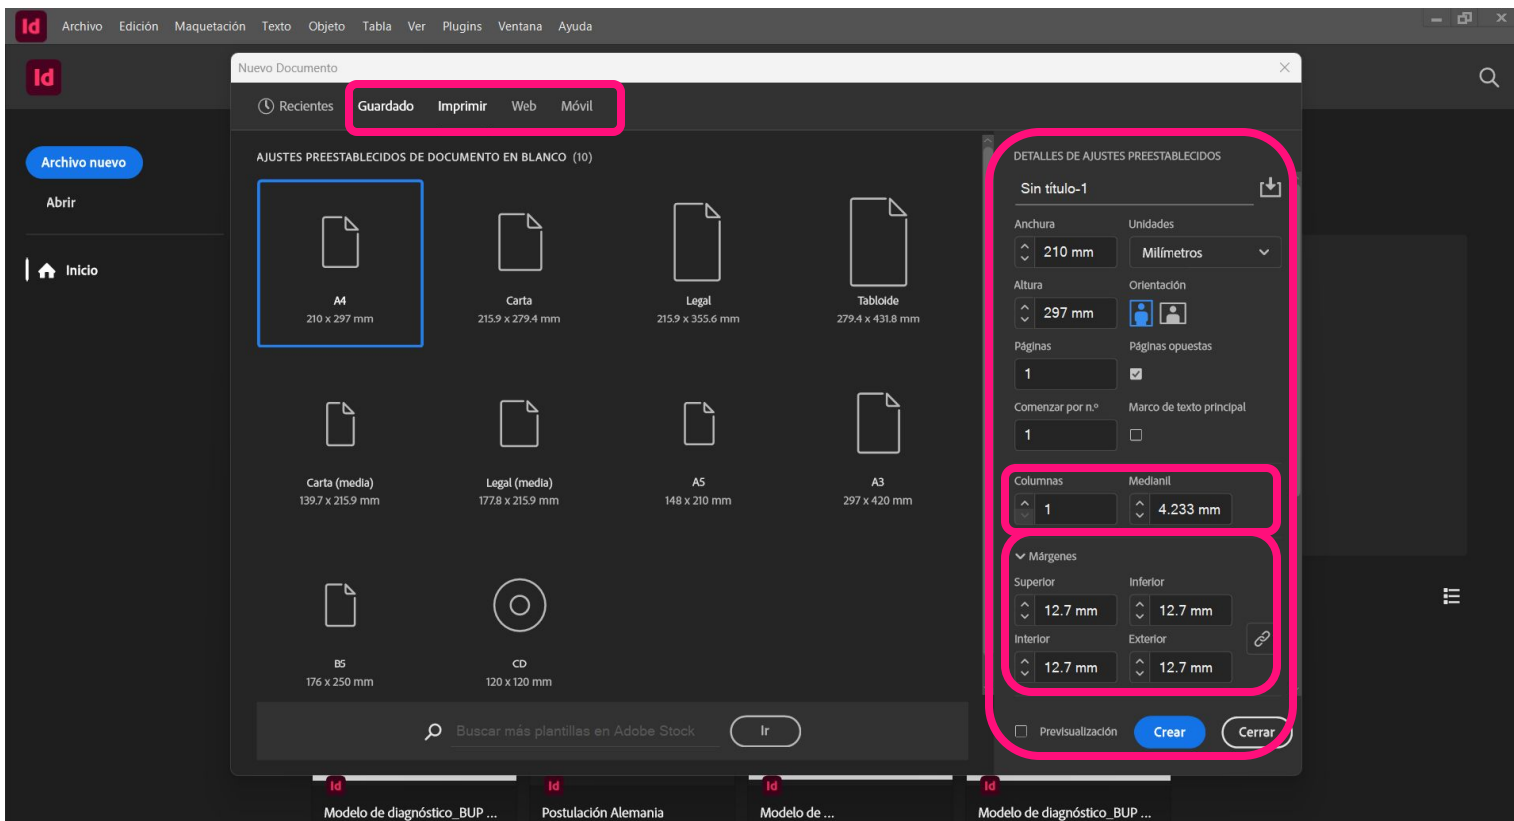 Id Archivo Edición Maquetación Texto Objeto Tabla Ver Plugins Ventana Ayuda
Id
Nuevo Documento
Recientes Guardado Imprimir Web Móvil
Archivo nuevo
Abrir
Inicio
AJUSTES PREESTABLECIDOS DE DOCUMENTO EN BLANCO (10)
A4
210 x 297 mm
Carta
215.9 x 279.4 mm
Legal
215.9 x 355.6 mm
Tabloide
279.4 x 431.8 mm
Carta (media)
139.7 x 215.9 mm
Legal (media)
177.8 x 215.9 mm
A5
148 x 210 mm
A3
297 x 420 mm
B5
176 x 250 mm
CD
120 x 120 mm
Buscar más plantillas en Adobe Stock Ir
DETALLES DE AJUSTES PREESTABLECIDOS
Sin título-1
Anchura Unidades
210 mm Milímetros
Altura Orientación
297 mm
Páginas Páginas opuestas
1
Comenzar por n.º Marco de texto principal
1
Columnas Medianil
1 4.233 mm
Márgenes
Superior Inferior
12.7 mm 12.7 mm
Interior Exterior
12.7 mm 12.7 mm
Previsualización Crear Cerrar
Id Id Id Id
Modelo de diagnóstico_BUP ... Postulación Alemania Modelo de ... Modelo de diagnóstico_BUP ...